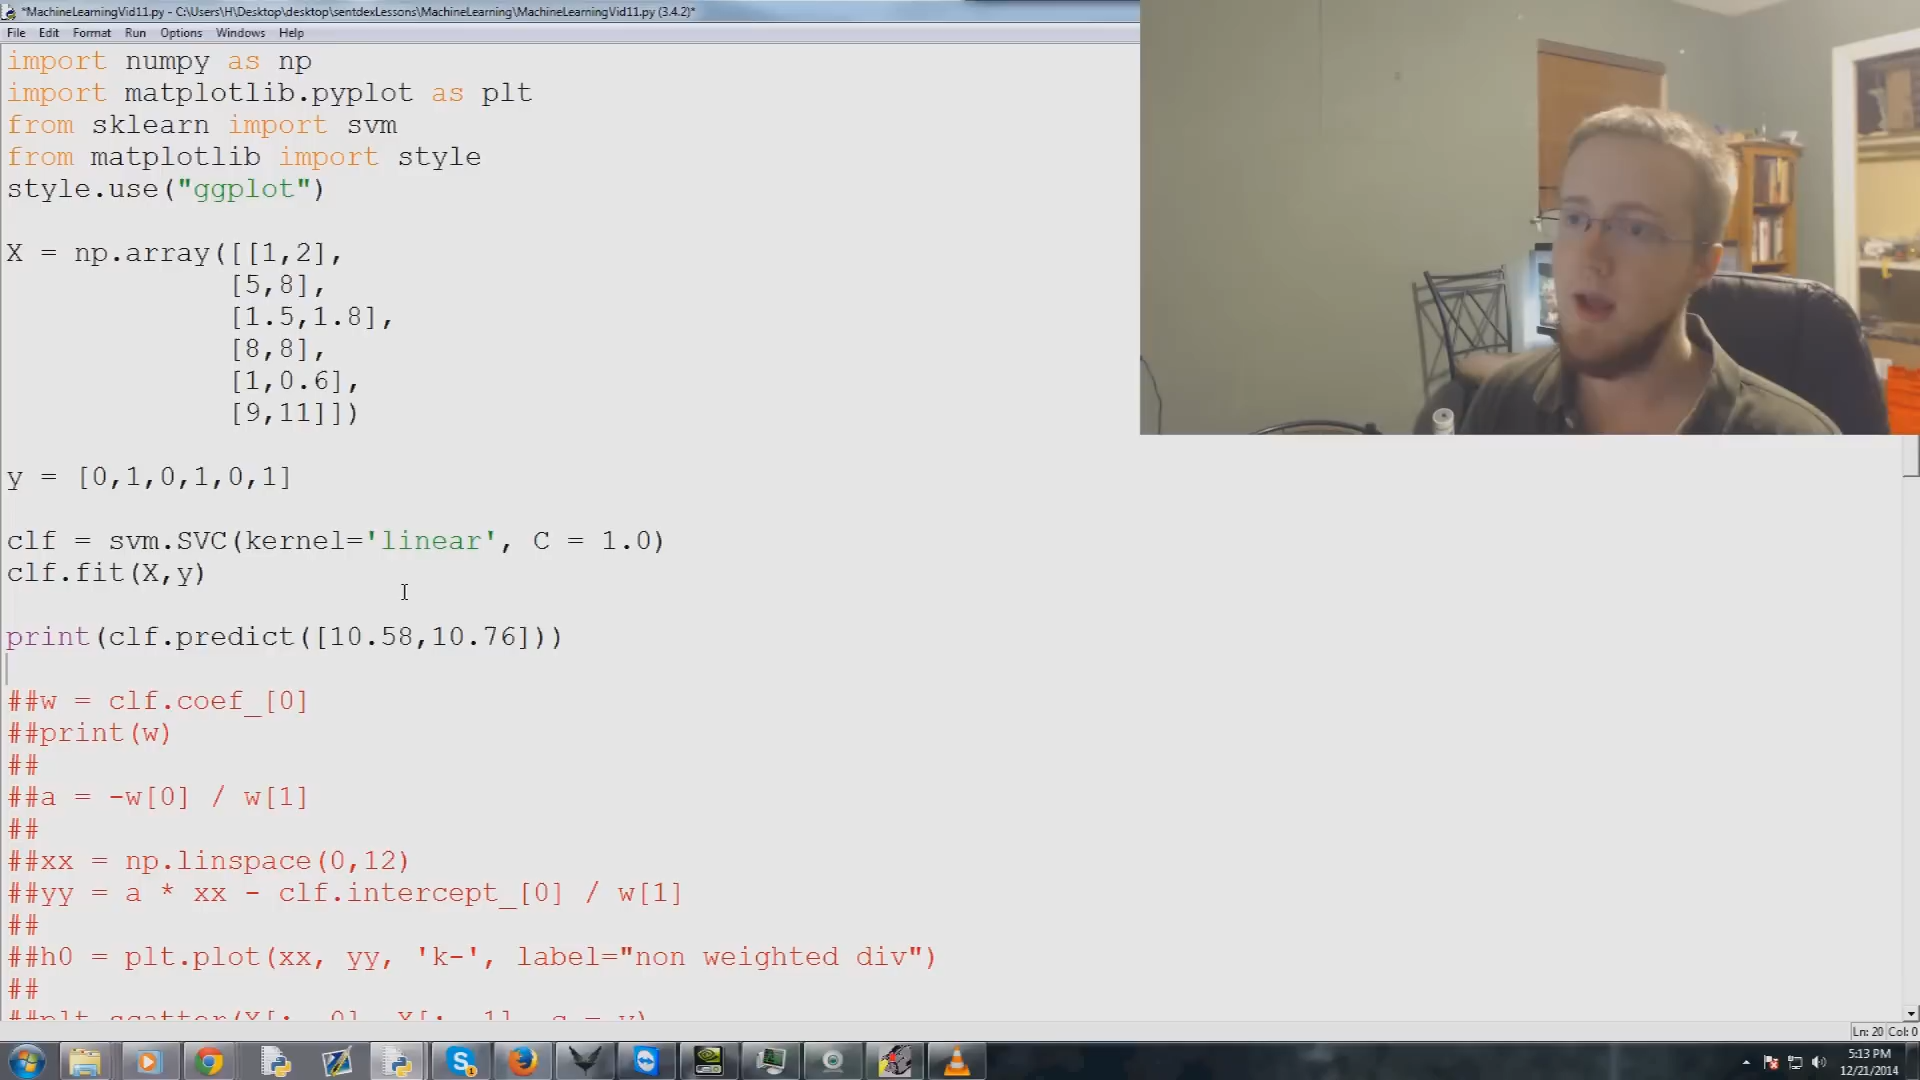 *MachineLearningVid11.py - C:\Users\H\Desktop\desktop\sentdexLessons\MachineLearning\MachineLearningVid11.py (3.4.2)*
File Edit Format Run Options Windows Help
import numpy as np
import matplotlib.pyplot as plt
from sklearn import svm
from matplotlib import style
style.use("ggplot")
X = np.array([[1,2],
[5,8],
[1.5,1.8],
[8,8],
[1,0.6],
[9,11]])
y = [0,1,0,1,0,1]
clf = svm.SVC(kernel='linear', C = 1.0)
clf.fit(X,y)
print(clf.predict([10.58,10.76]))
##w = clf.coef_[0]
##print(w)
##
##a = -w[0] / w[1]
##
##xx = np.linspace(0,12)
##yy = a * xx - clf.intercept_[0] / w[1]
##
##h0 = plt.plot(xx, yy, 'k-', label="non weighted div")
##
##plt.scatter(X[:, 0], X[:, 1], c = y)
Ln: 20 Col: 0
5:13 PM
12/21/2014